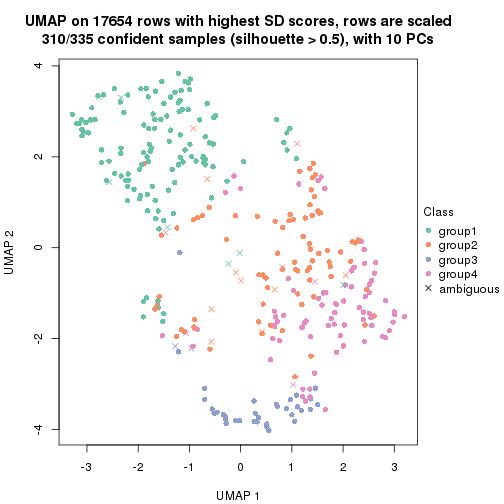 UMAP on 17654 rows with highest SD scores, rows are scaled
310/335 confident samples (silhouette > 0.5), with 10 PCs
4
2
0
-2
-4
UMAP 2
-3
-2
-1
0
1
2
3
UMAP 1
Class
group1
group2
group3
group4
ambiguous